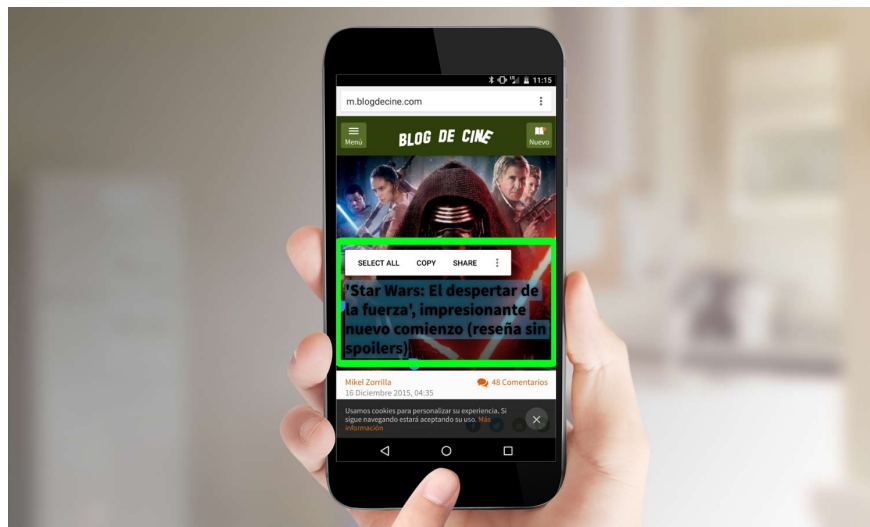 11:15
m.blogdecine.com
Menú
BLOG DE CINE
Nuevo
SELECT ALL COPY SHARE
'Star Wars: El despertar de
la fuerza', impresionante
nuevo comienzo (reseña sin
spoilers)
Mikel Zorrilla
48 Comentarios
16 Diciembre 2015, 04:35
Usamos cookies para personalizar su experiencia. Si
sigue navegando estará aceptando su uso. Más
información